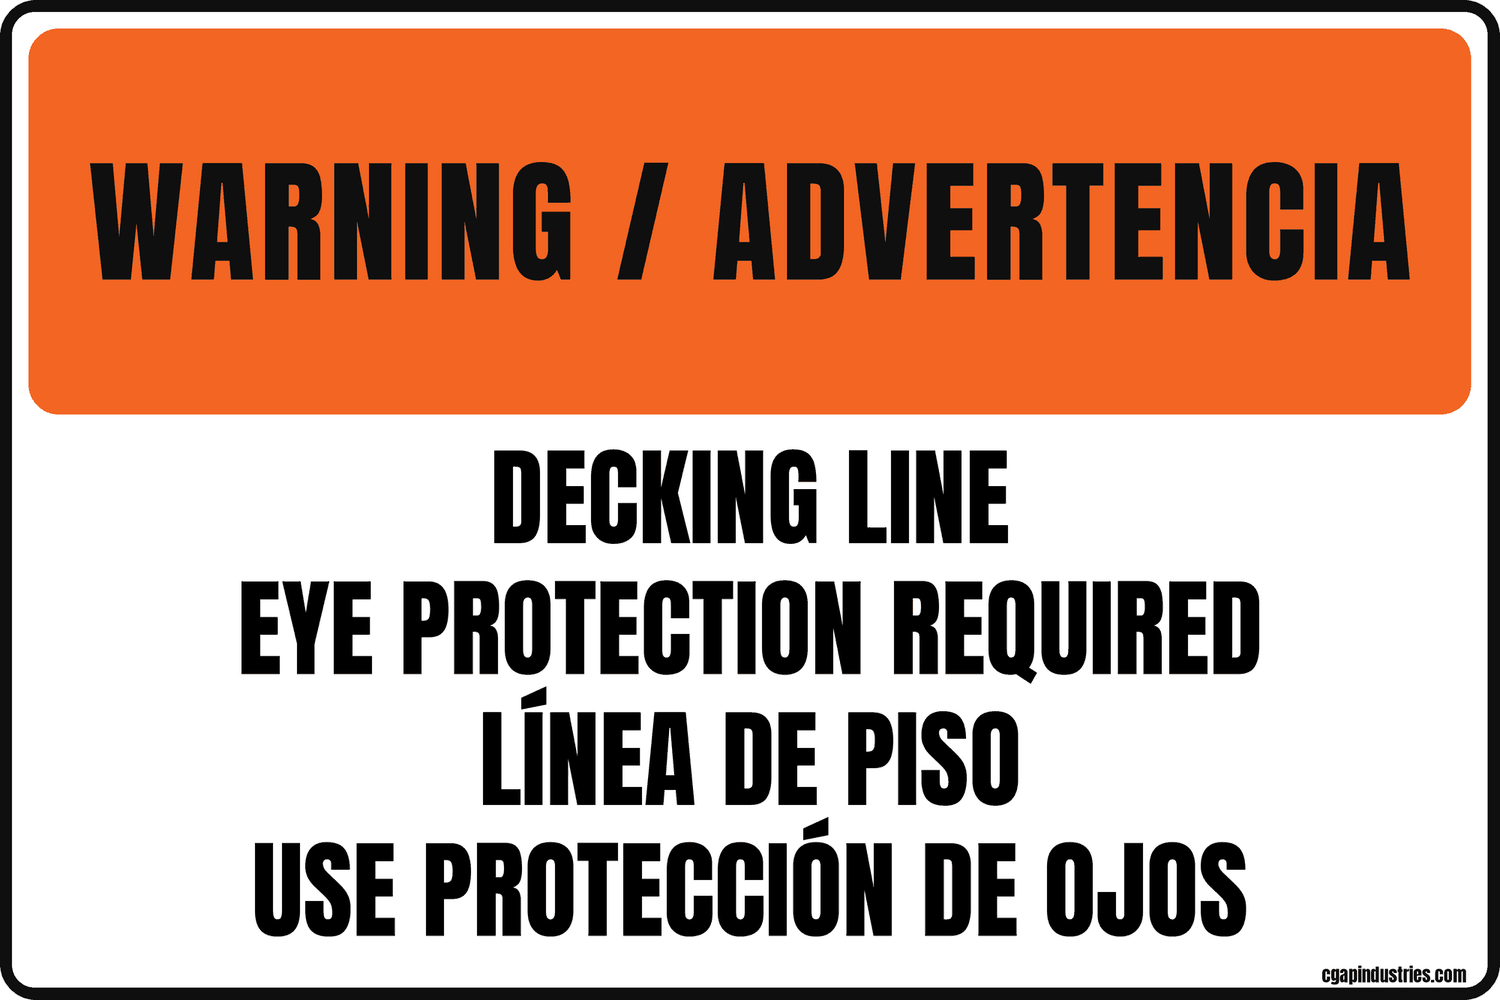 WARNING / ADVERTENCIA
DECKING LINE
EYE PROTECTION REQUIRED
LÍNEA DE PISO
USE PROTECCIÓN DE OJOS
cgapindustries.com